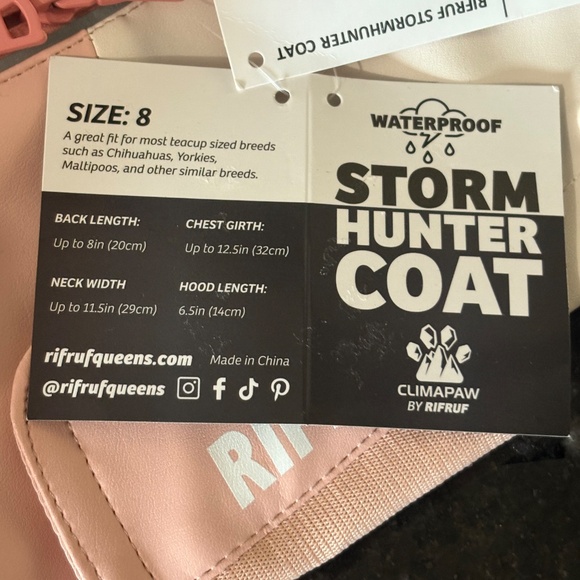 RIFRUF STORMHUNTER COAT
SIZE: 8
A great fit for most teacup sized breeds
such as Chihuahuas, Yorkies,
Maltipoos, and other similar breeds.
BACK LENGTH:
Up to 8in (20cm)
CHEST GIRTH:
Up to 12.5in (32cm)
NECK WIDTH
Up to 11.5in (29cm)
HOOD LENGTH:
6.5in (14cm)
rifrufqueens.com Made in China
@rifrufqueens
WATERPROOF
STORM
HUNTER
COAT
CLIMAPAW
BY RIFRUF